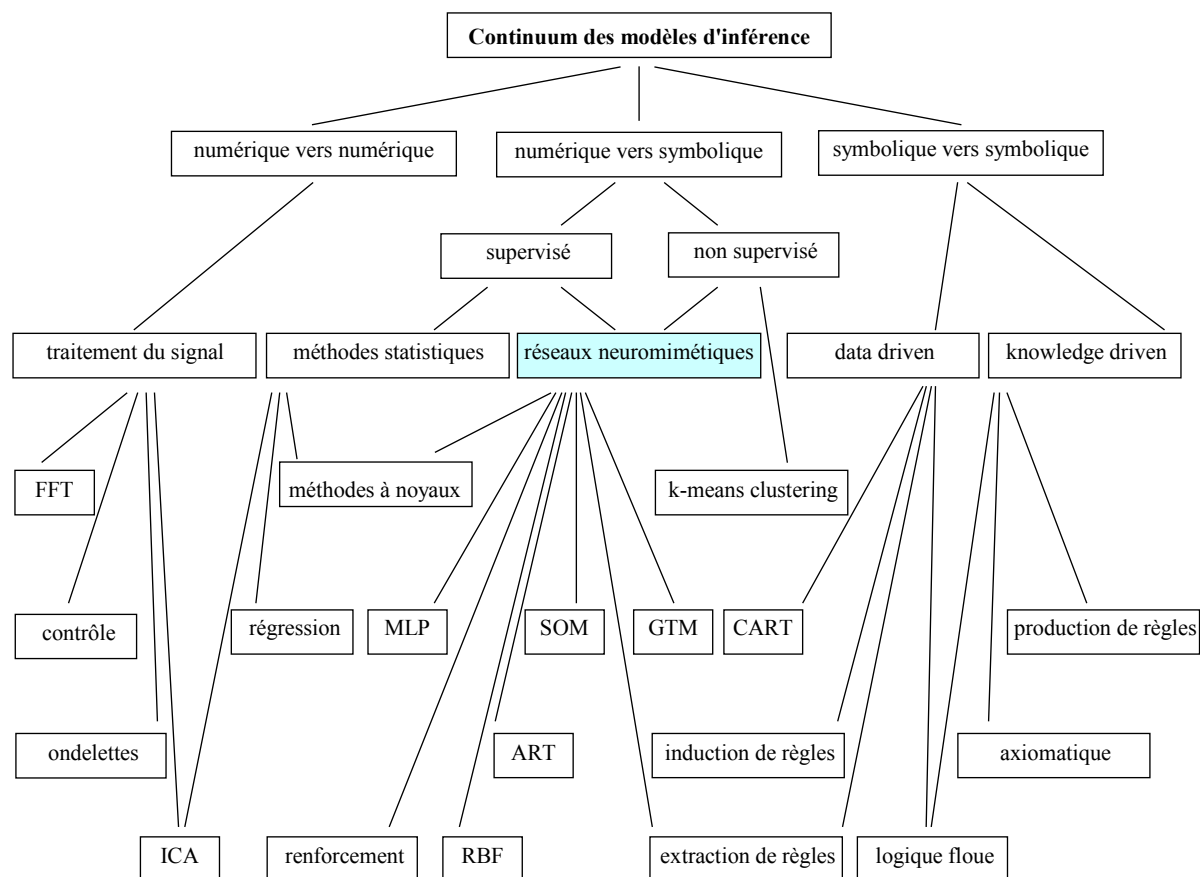 Continuum des modèles d'inférence
numérique vers numérique
numérique vers symbolique
symbolique vers symbolique
supervisé
non supervisé
traitement du signal
méthodes statistiques
réseaux neuromimétiques
data driven
knowledge driven
FFT
méthodes à noyaux
k-means clustering
contrôle
régression
MLP
SOM
GTM
CART
production de règles
ondelettes
ART
induction de règles
axiomatique
ICA
renforcement
RBF
extraction de règles
logique floue